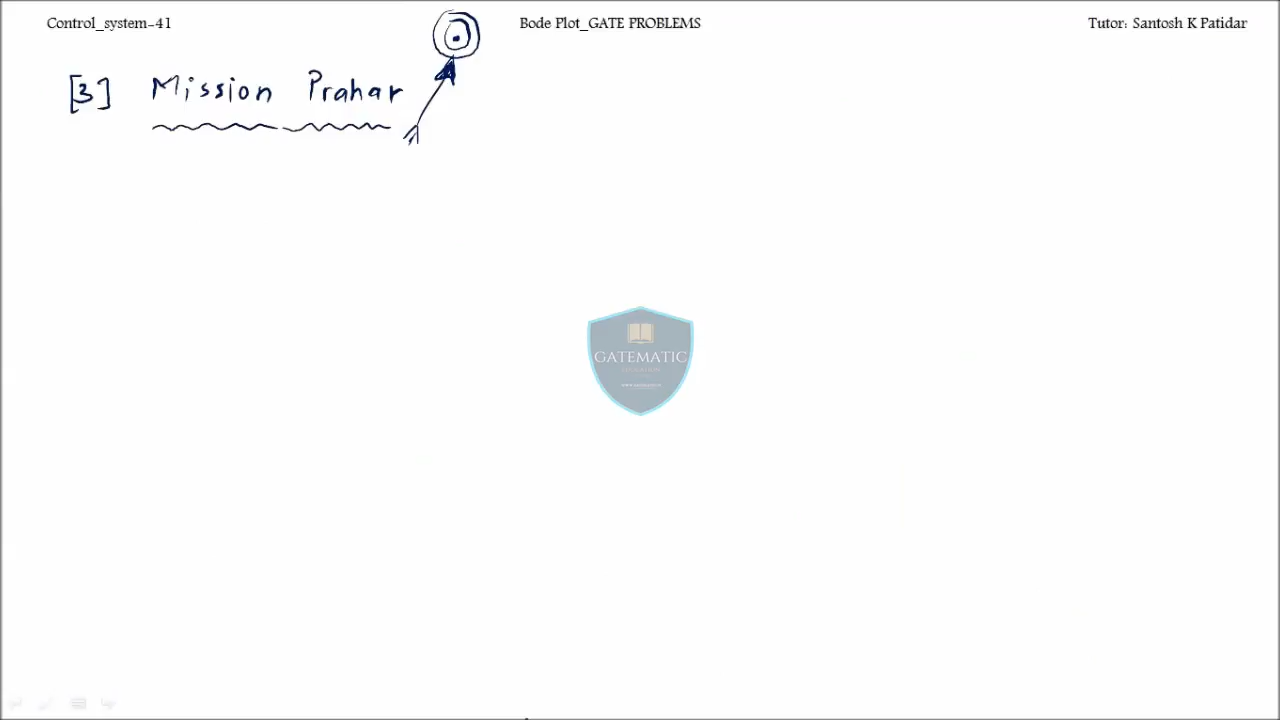 Control_system-41 Bode Plot_GATE PROBLEMS Tutor: Santosh K Patidar
[3] Mission Prahar
GATEMATIC